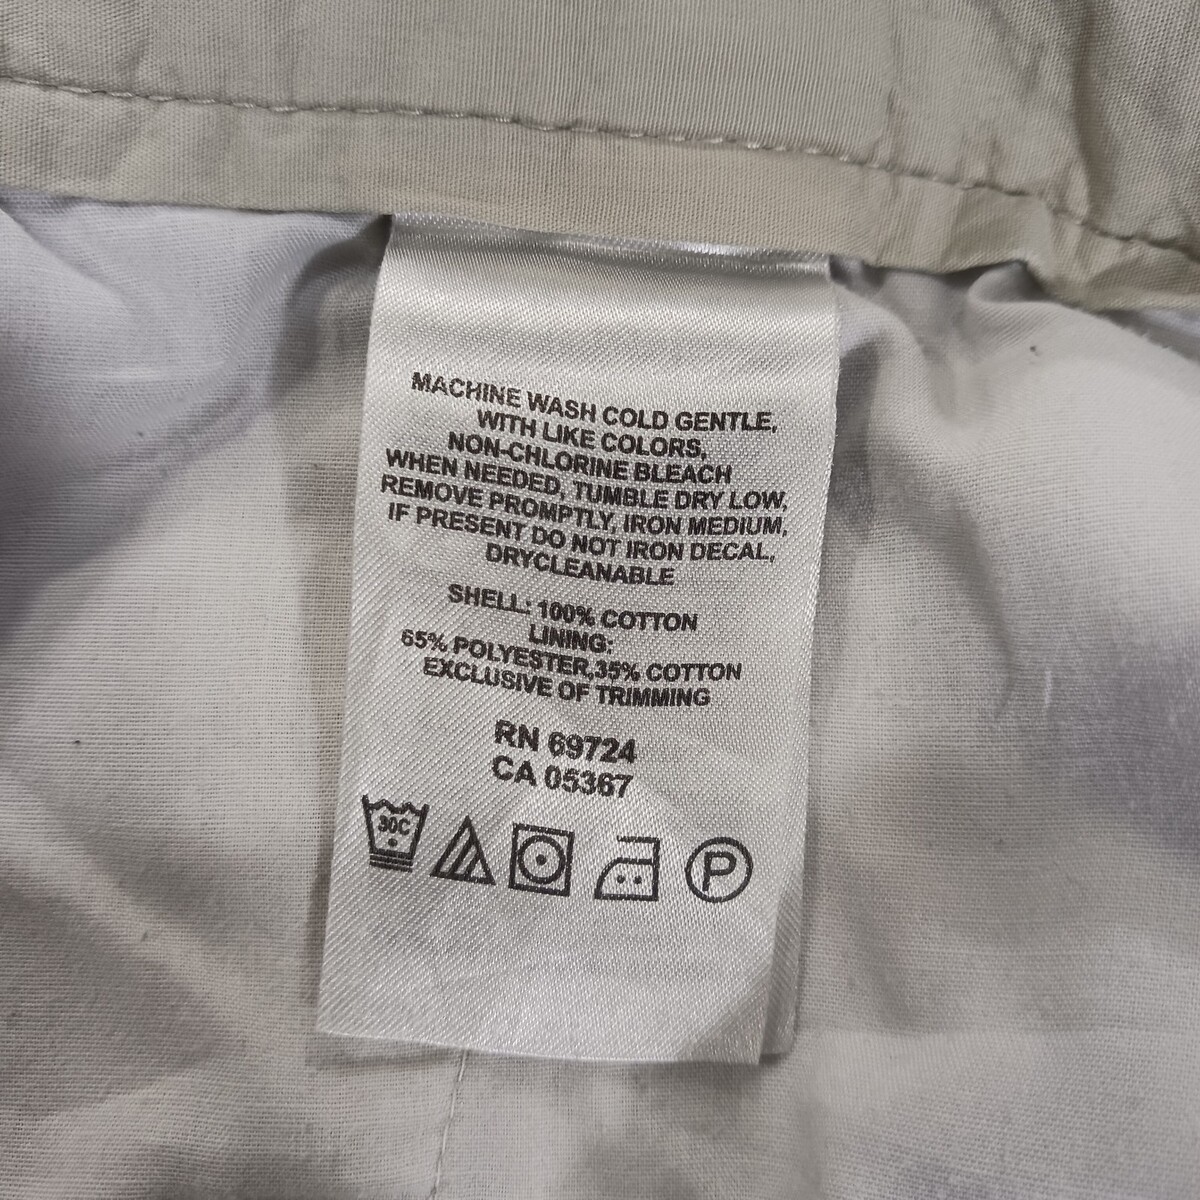 MACHINE WASH COLD GENTLE,
WITH LIKE COLORS,
NON-CHLORINE BLEACH
WHEN NEEDED, TUMBLE DRY LOW,
REMOVE PROMPTLY, IRON MEDIUM,
IF PRESENT DO NOT IRON DECAL,
DRYCLEANABLE
SHELL: 100% COTTON
LINING:
65% POLYESTER,35% COTTON
EXCLUSIVE OF TRIMMING
RN 69724
CA 05367
30C P